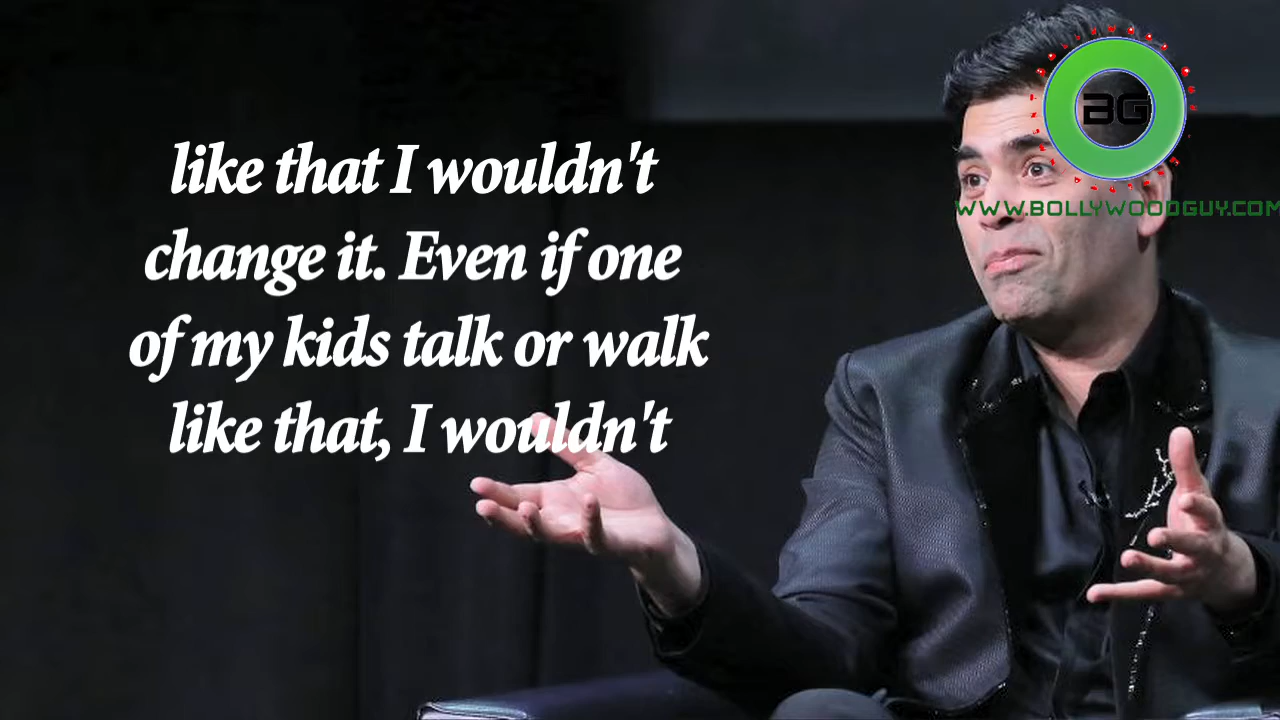 BG
WWW.BOLLYWOODGUY.COM
like that I wouldn't
change it. Even if one
of my kids talk or walk
like that, I wouldn't